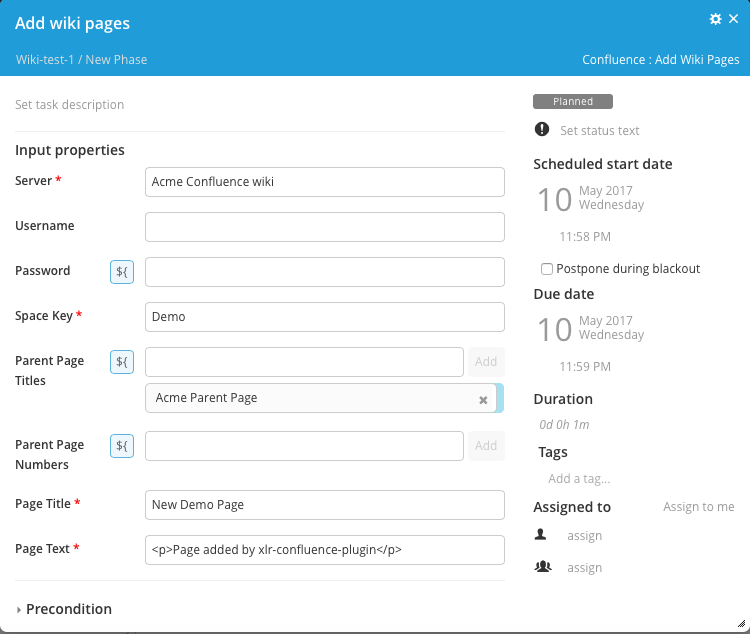 Add wiki pages
Wiki-test-1 / New Phase
Confluence : Add Wiki Pages
Set task description
Input properties
Server *
Acme Confluence wiki
Username
Password
${
Space Key *
Demo
Parent Page
Titles
${
Add
Acme Parent Page
Parent Page
Numbers
${
Add
Page Title *
New Demo Page
Page Text *
<p>Page added by xlr-confluence-plugin</p>
Precondition
Planned
Set status text
Scheduled start date
10
May 2017
Wednesday
11:58 PM
Postpone during blackout
Due date
10
May 2017
Wednesday
11:59 PM
Duration
0d 0h 1m
Tags
Add a tag...
Assigned to
Assign to me
assign
assign